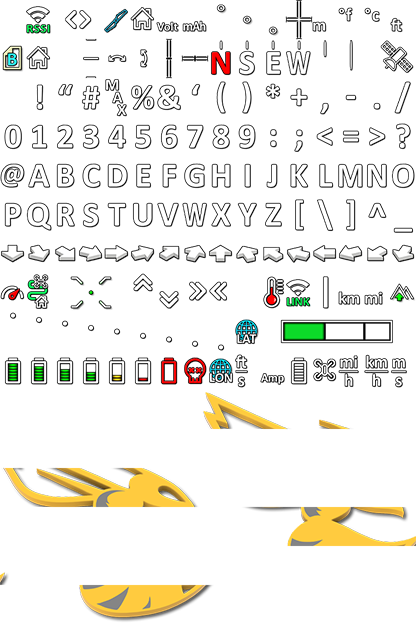 RSSI Volt mAh m °f °c ft
B N S E W ' |
! " # MAX % & ' ( ) * + , - . /
0 1 2 3 4 5 6 7 8 9 : ; < = > ?
@ A B C D E F G H I J K L M N O
P Q R S T U V W X Y Z [ \ ] ^ _
LINK km mi
LAT
LON ft/s Amp mi/h km/h m/s